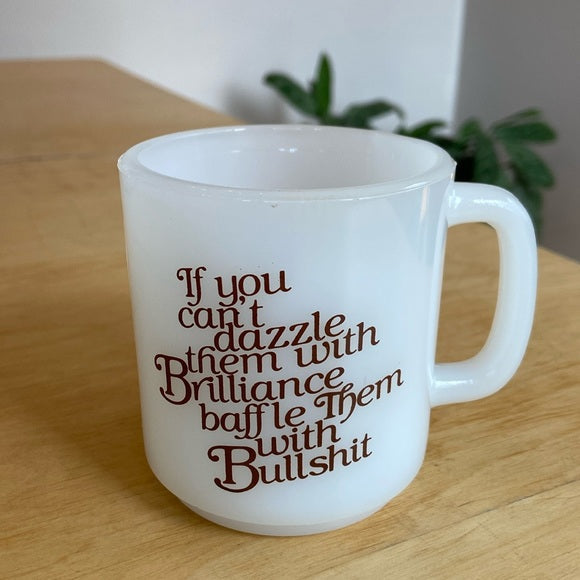 If you
can't
dazzle
them with
Brilliance
baffle Them
with
Bullshit